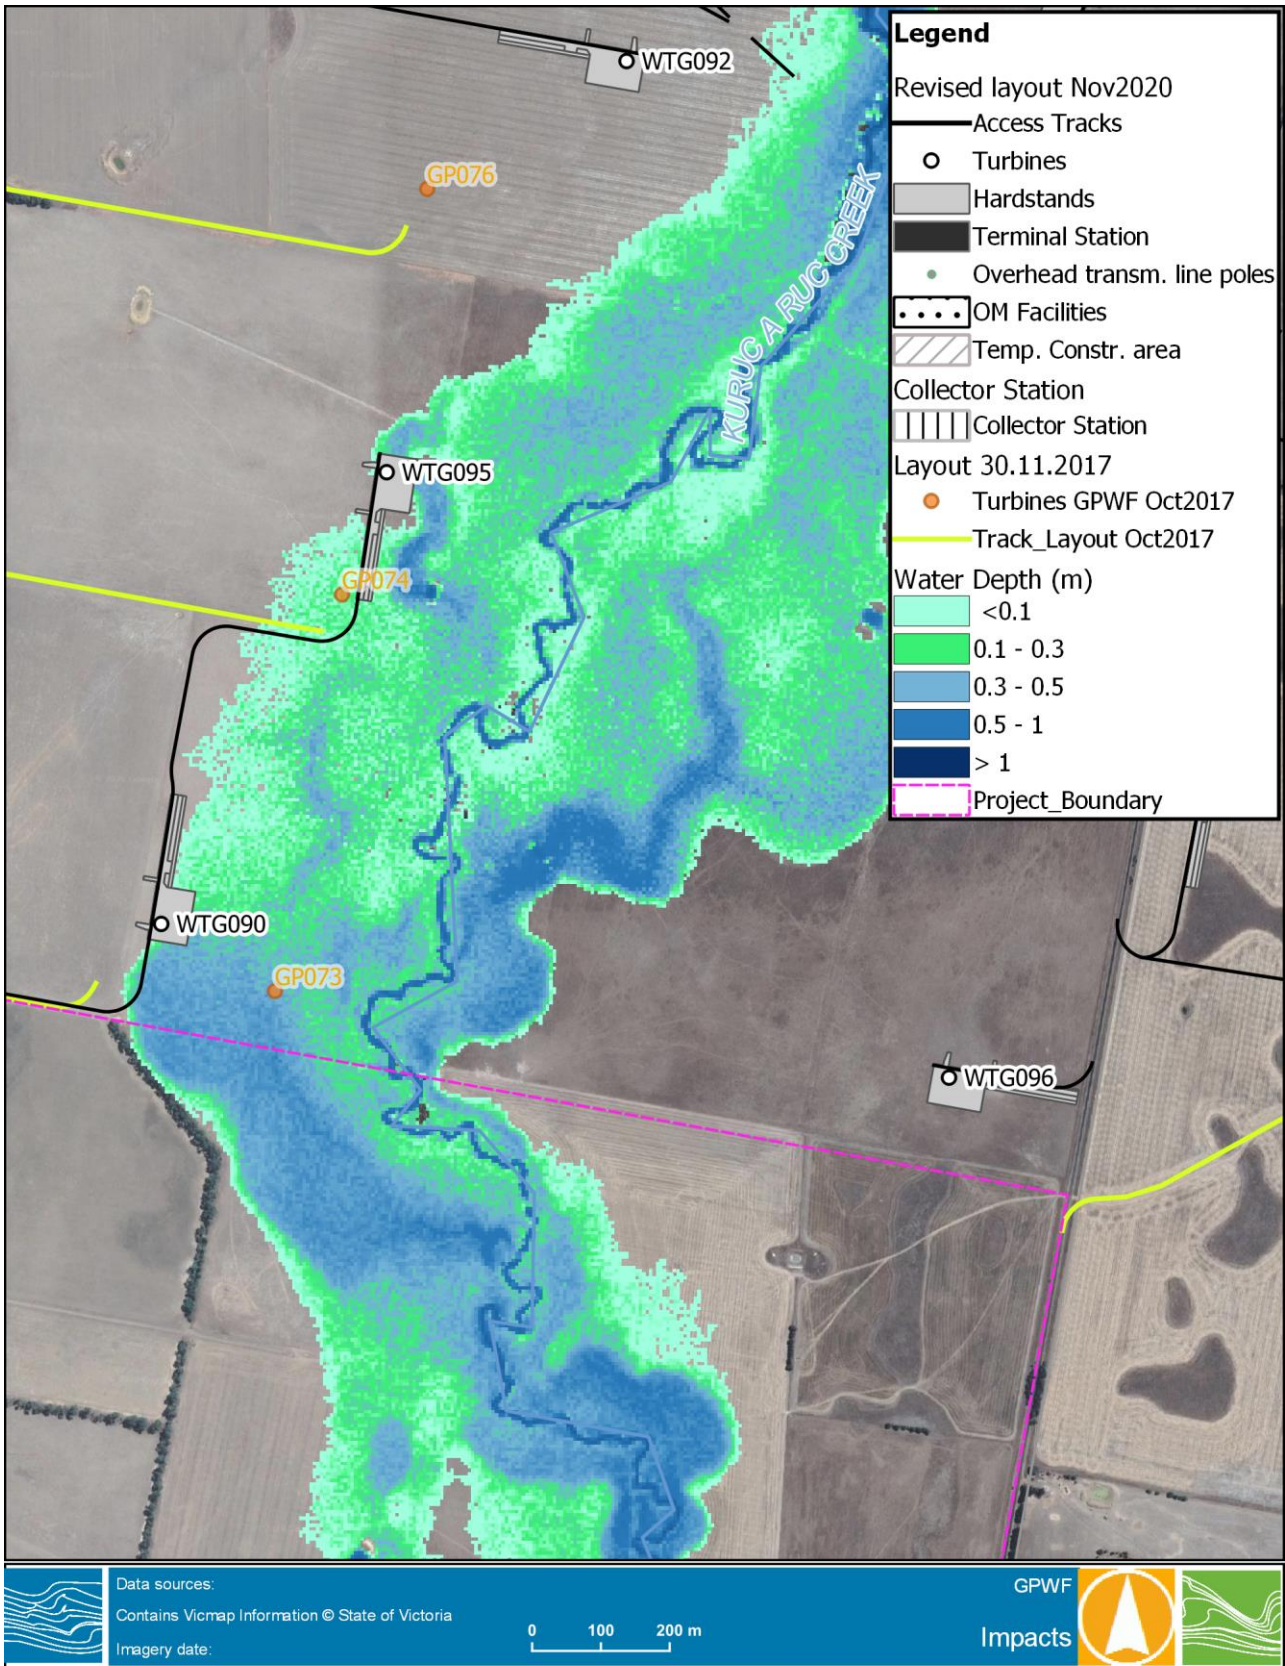 WTG092
GP076
KURUC A RUC CREEK
WTG095
GP074
WTG090
GP073
WTG096
Legend
Revised layout Nov2020
Access Tracks
Turbines
Hardstands
Terminal Station
Overhead transm. line poles
OM Facilities
Temp. Constr. area
Collector Station
Collector Station
Layout 30.11.2017
Turbines GPWF Oct2017
Track_Layout Oct2017
Water Depth (m)
<0.1
0.1 - 0.3
0.3 - 0.5
0.5 - 1
> 1
Project_Boundary
Data sources:
Contains Vicmap Information © State of Victoria
Imagery date:
0 100 200 m
GPWF
Impacts